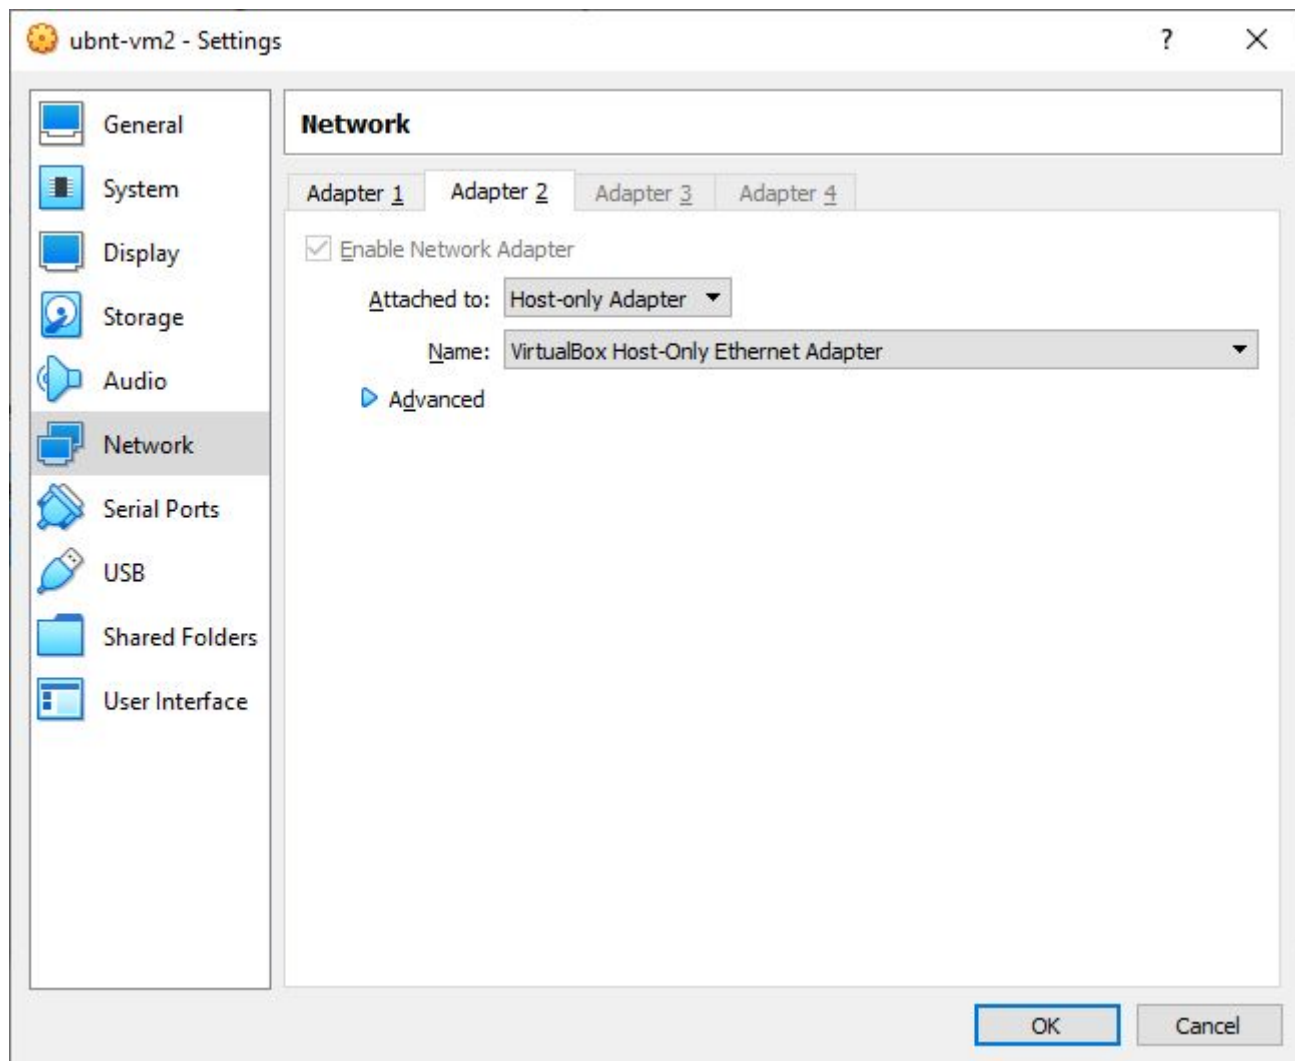 ubnt-vm2 - Settings
?
General
System
Display
Storage
Audio
Network
Serial Ports
USB
Shared Folders
User Interface
Network
Adapter 1
Adapter 2
Adapter 3
Adapter 4
Enable Network Adapter
Attached to: Host-only Adapter
Name: VirtualBox Host-Only Ethernet Adapter
Advanced
OK
Cancel